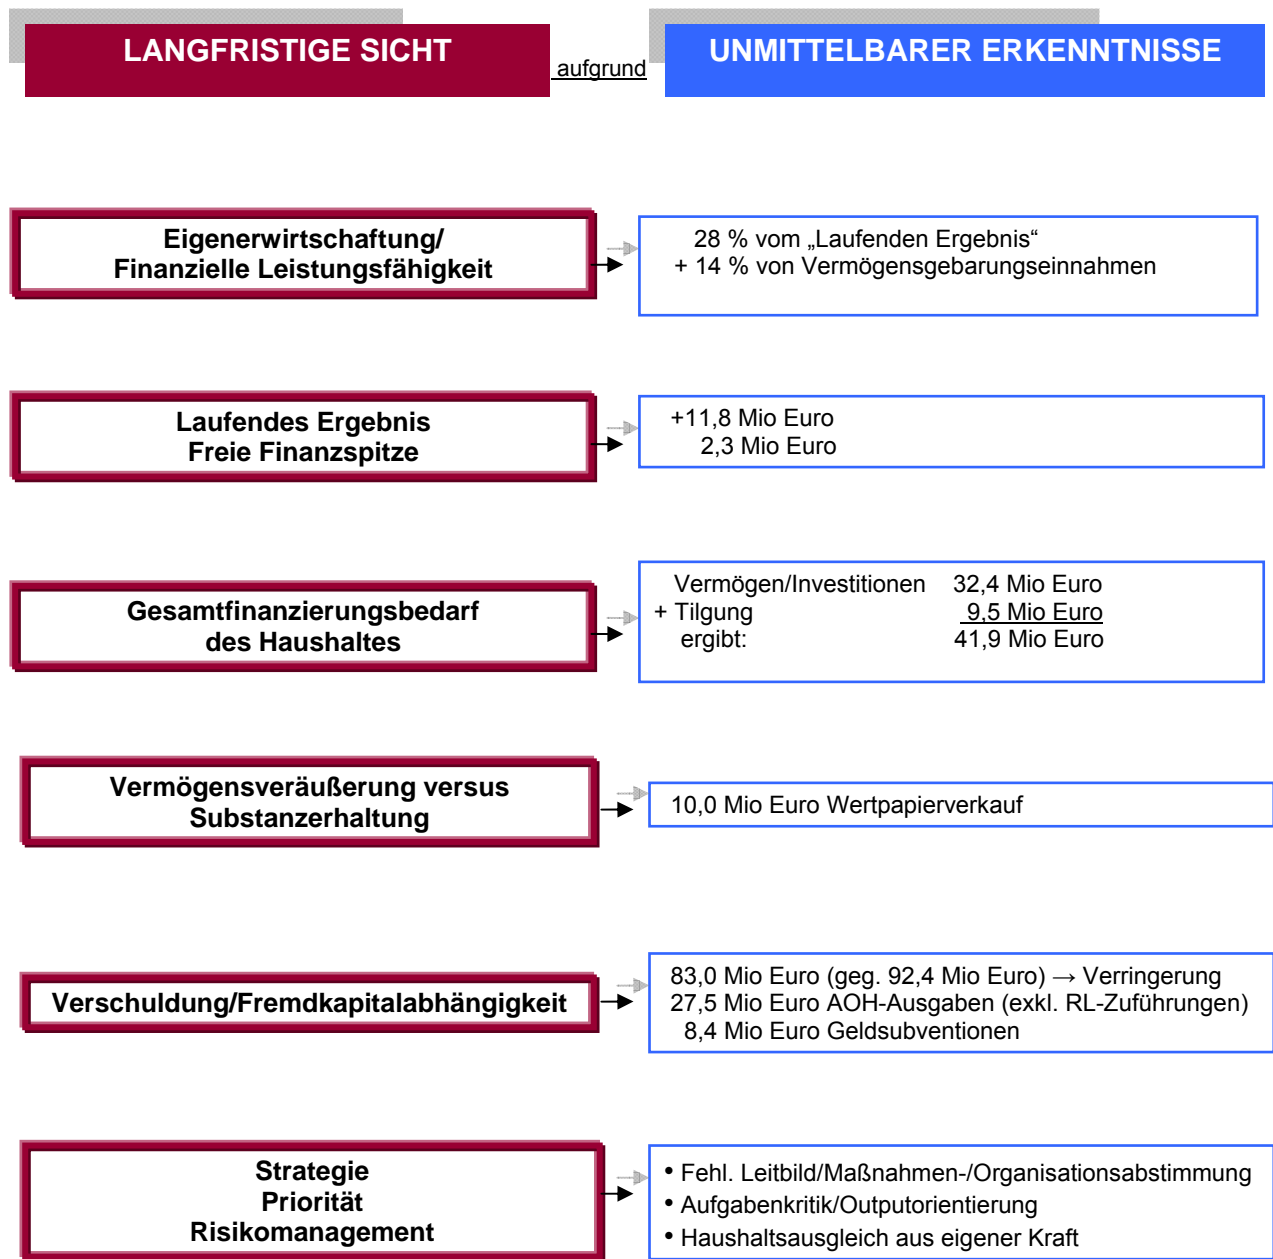 LANGFRISTIGE SICHT
aufgrund
UNMITTELBARER ERKENNTNISSE
Eigenerwirtschaftung/
Finanzielle Leistungsfähigkeit
28 % vom „Laufenden Ergebnis“
+ 14 % von Vermögensgebarungseinnahmen
Laufendes Ergebnis
Freie Finanzspitze
+11,8 Mio Euro
2,3 Mio Euro
Gesamtfinanzierungsbedarf
des Haushaltes
Vermögen/Investitionen 32,4 Mio Euro
+ Tilgung 9,5 Mio Euro
ergibt: 41,9 Mio Euro
Vermögensveräußerung versus
Substanzerhaltung
10,0 Mio Euro Wertpapierverkauf
Verschuldung/Fremdkapitalabhängigkeit
83,0 Mio Euro (geg. 92,4 Mio Euro) → Verringerung
27,5 Mio Euro AOH-Ausgaben (exkl. RL-Zuführungen)
8,4 Mio Euro Geldsubventionen
Strategie
Priorität
Risikomanagement
• Fehl. Leitbild/Maßnahmen-/Organisationsabstimmung
• Aufgabenkritik/Outputorientierung
• Haushaltsausgleich aus eigener Kraft